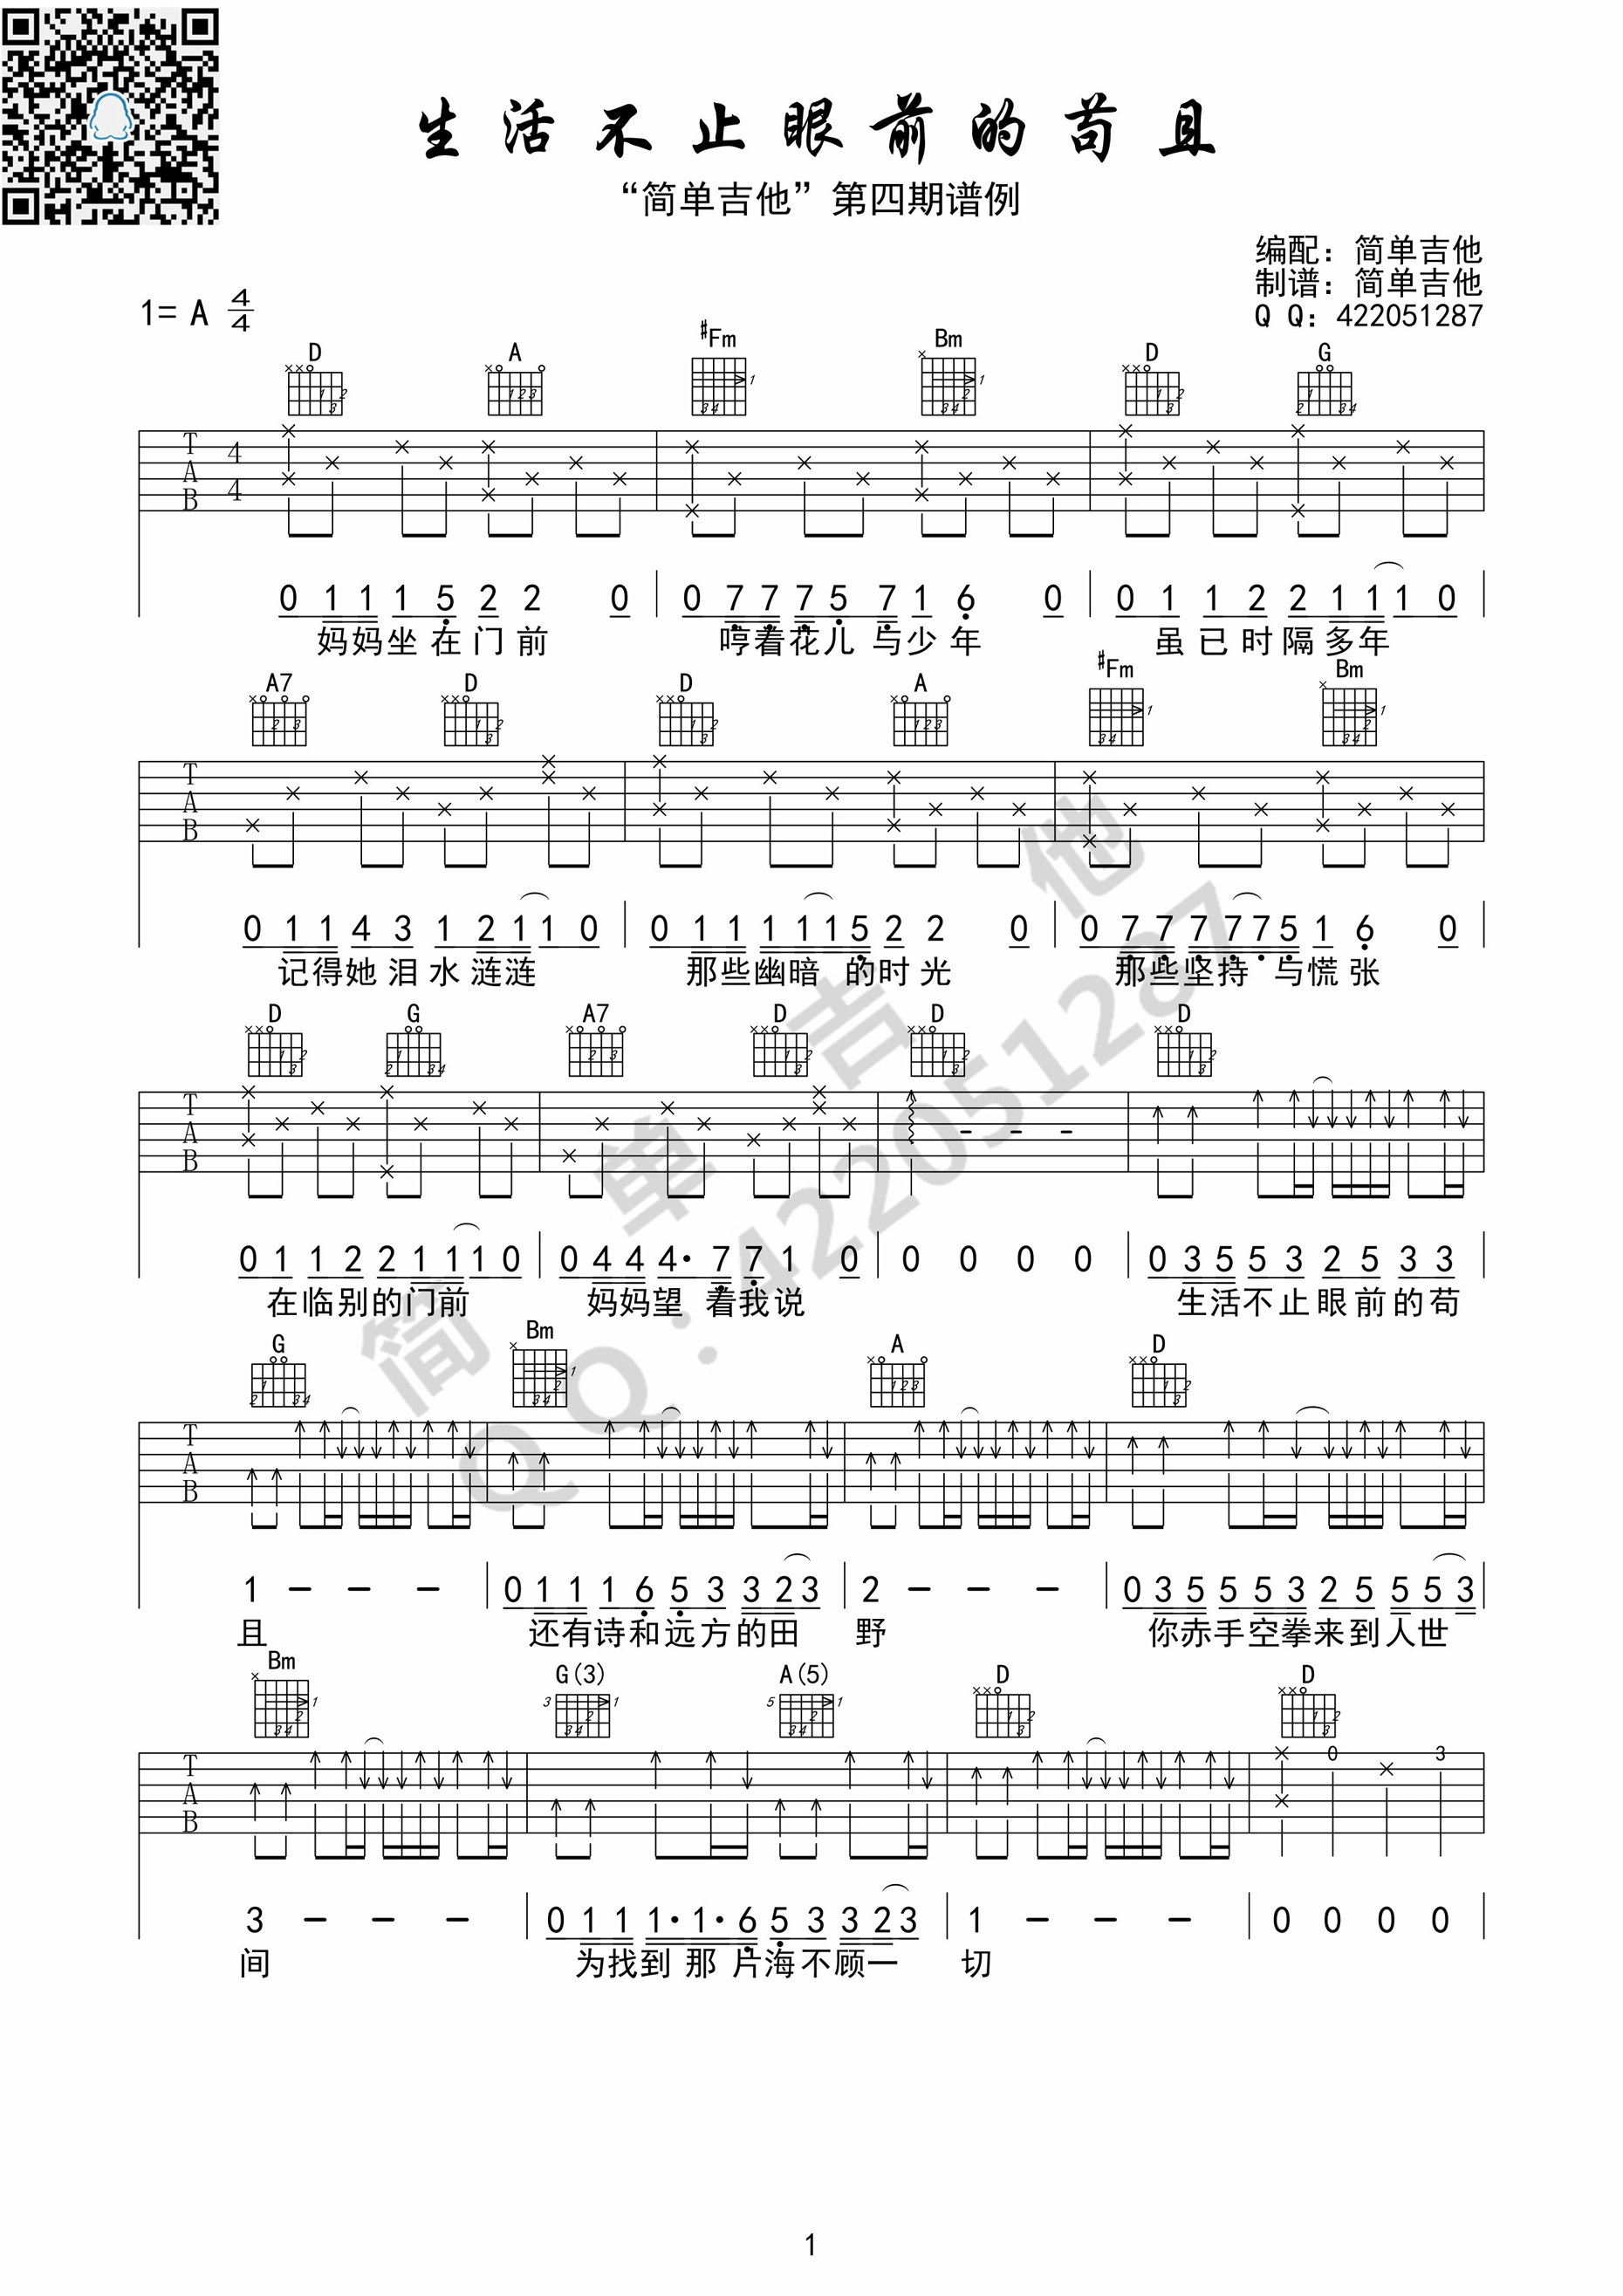 生活不止眼前的苟且
“简单吉他”第四期谱例
编配：简单吉他
制谱：简单吉他
QQ：422051287
1= A 4/4
D A #Fm Bm D G
T A B 4 4
0 1 1 1 5 2 2 0 0 7 7 7 5 7 1 6 0 0 1 1 2 2 1 1 1 0
妈妈坐在门前 哼着花儿与少年 虽已时隔多年
A7 D D A #Fm Bm
T A B
0 1 1 4 3 1 2 1 1 0 0 1 1 1 1 1 5 2 2 0 0 7 7 7 7 7 5 1 6 0
记得她泪水涟涟 那些幽暗的时光 那些坚持与慌张
D G A7 D D D
T A B
0 1 1 2 2 1 1 1 0 0 4 4 4· 7 7 1 0 0 0 0 0 0 3 5 5 3 2 5 3 3
在临别的门前 妈妈望着我说 生活不止眼前的苟
G Bm A D
T A B
1 - - - 0 1 1 1 6 5 3 3 2 3 2 - - - 0 3 5 5 5 3 2 5 5 5 3
且 还有诗和远方的田野 你赤手空拳来到人世
Bm G(3) A(5) D D
T A B 0 3
3 - - - 0 1 1 1· 1· 6 5 3 3 2 3 1 - - - 0 0 0 0
间 为找到那片海不顾一切
简单吉他
QQ：422051287
1